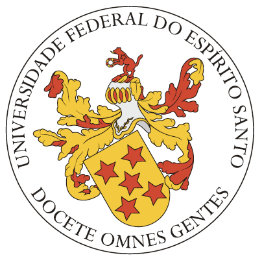 UNIVERSIDADE FEDERAL DO ESPÍRITO SANTO
DOCETE OMNES GENTES